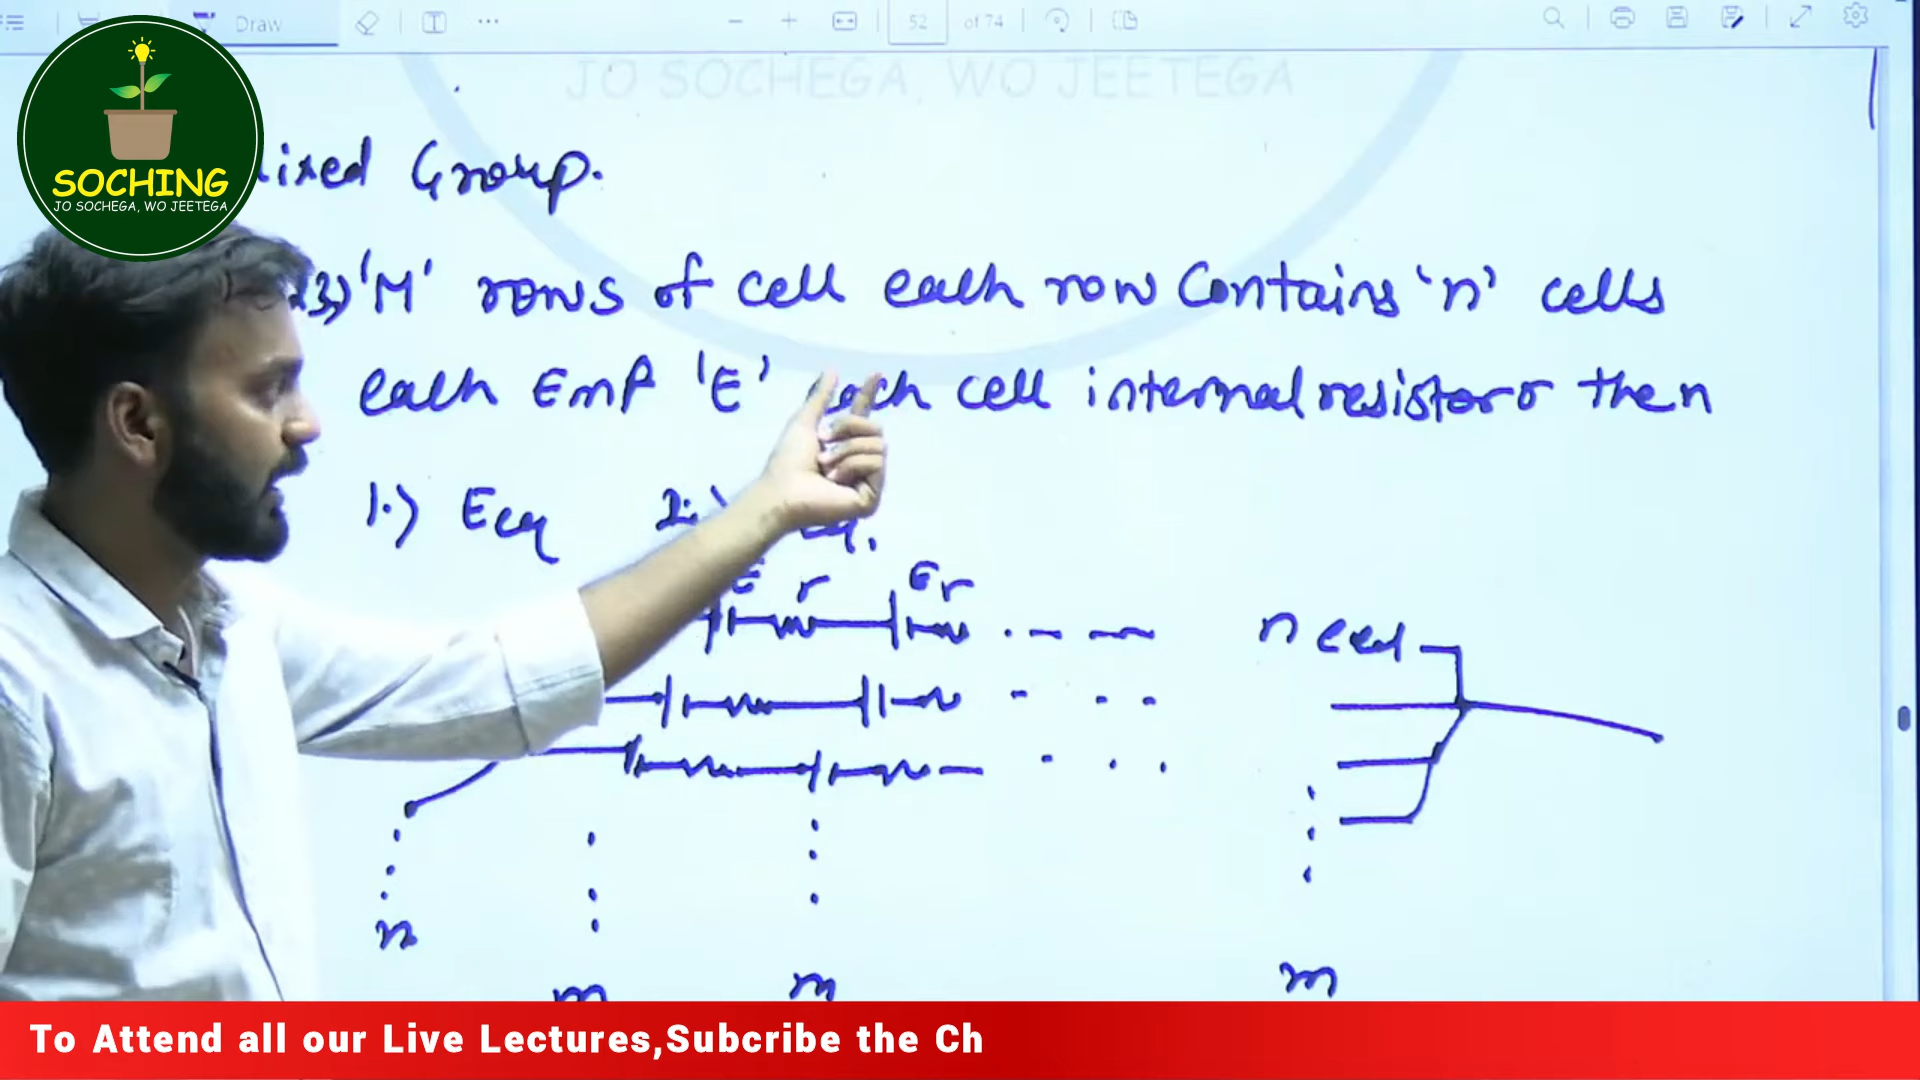 Draw
52 of 74
JO SOCHEGA, WO JEETEGA
SOCHING
JO SOCHEGA, WO JEETEGA
ixed Group.
23,) 'M' rows of cell each row Contains 'n' cells
each Emf 'E' each cell internal resistor r then
1.) Eeq 2.)
E r E r
n cell
n
m m m
To Attend all our Live Lectures,Subcribe the Ch